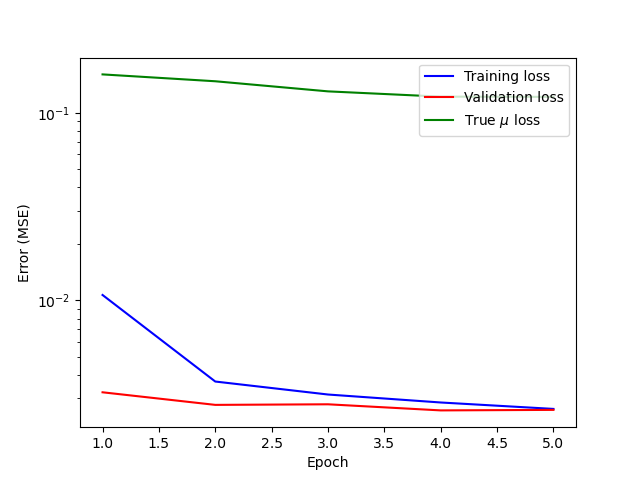 Training loss
Validation loss
True μ loss
10⁻¹
10⁻²
Error (MSE)
1.0 1.5 2.0 2.5 3.0 3.5 4.0 4.5 5.0
Epoch